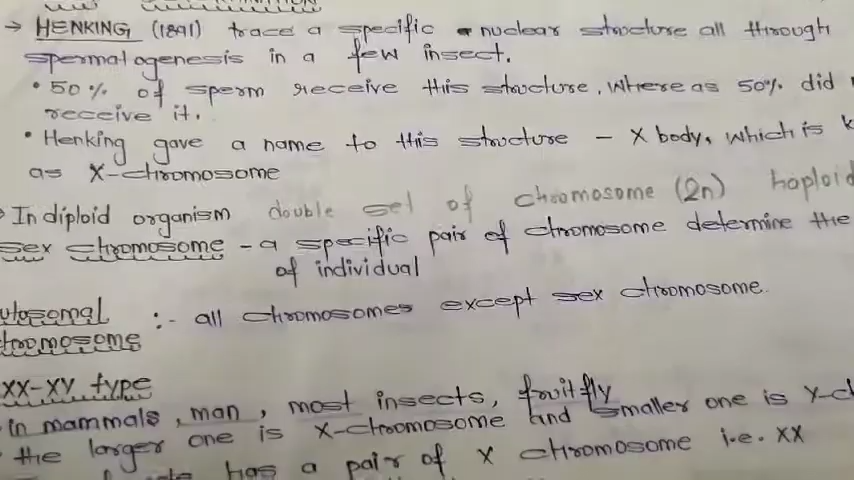 → HENKING (1891) trace a specific nuclear structure all through
spermatogenesis in a few insect.
• 50% of sperm receive this structure, whereas 50% did
receive it.
• Henking gave a name to this structure - X body, which is
as X-chromosome
In diploid organism double set of chromosome (2n) haploid
sex chromosome - a specific pair of chromosome determine the
of individual
:- all chromosomes except sex chromosome.
XX-XY type
In mammals, man, most insects, fruitfly
• the larger one is X-chromosome and smaller one is Y-ch
has a pair of X chromosome i.e. XX